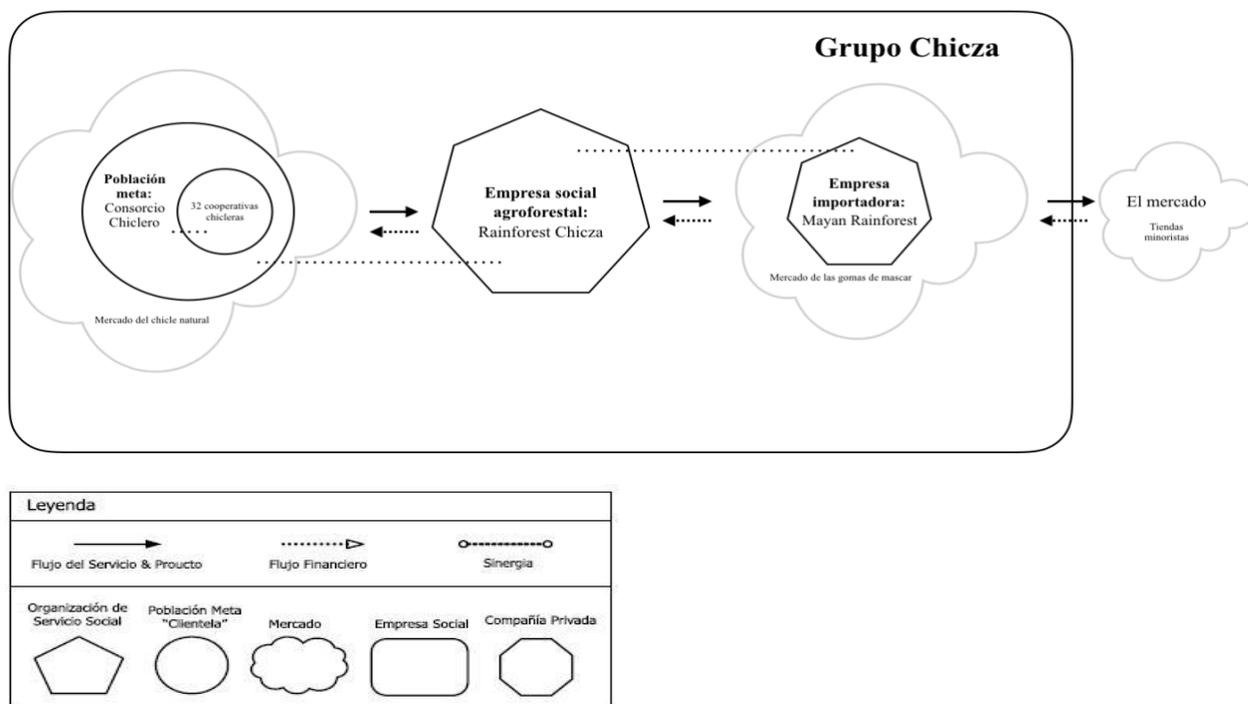 Grupo Chicza
Población
meta:
Consorcio
Chiclero
32 cooperativas
chicleras
Mercado del chicle natural
Empresa social
agroforestal:
Rainforest Chicza
Empresa
importadora:
Mayan Rainforest
Mercado de las gomas de mascar
El mercado
Tiendas
minoristas
Leyenda
Flujo del Servicio & Proucto
Flujo Financiero
Sinergia
Organización de
Servicio Social
Población Meta
"Clientela"
Mercado
Empresa Social
Compañía Privada